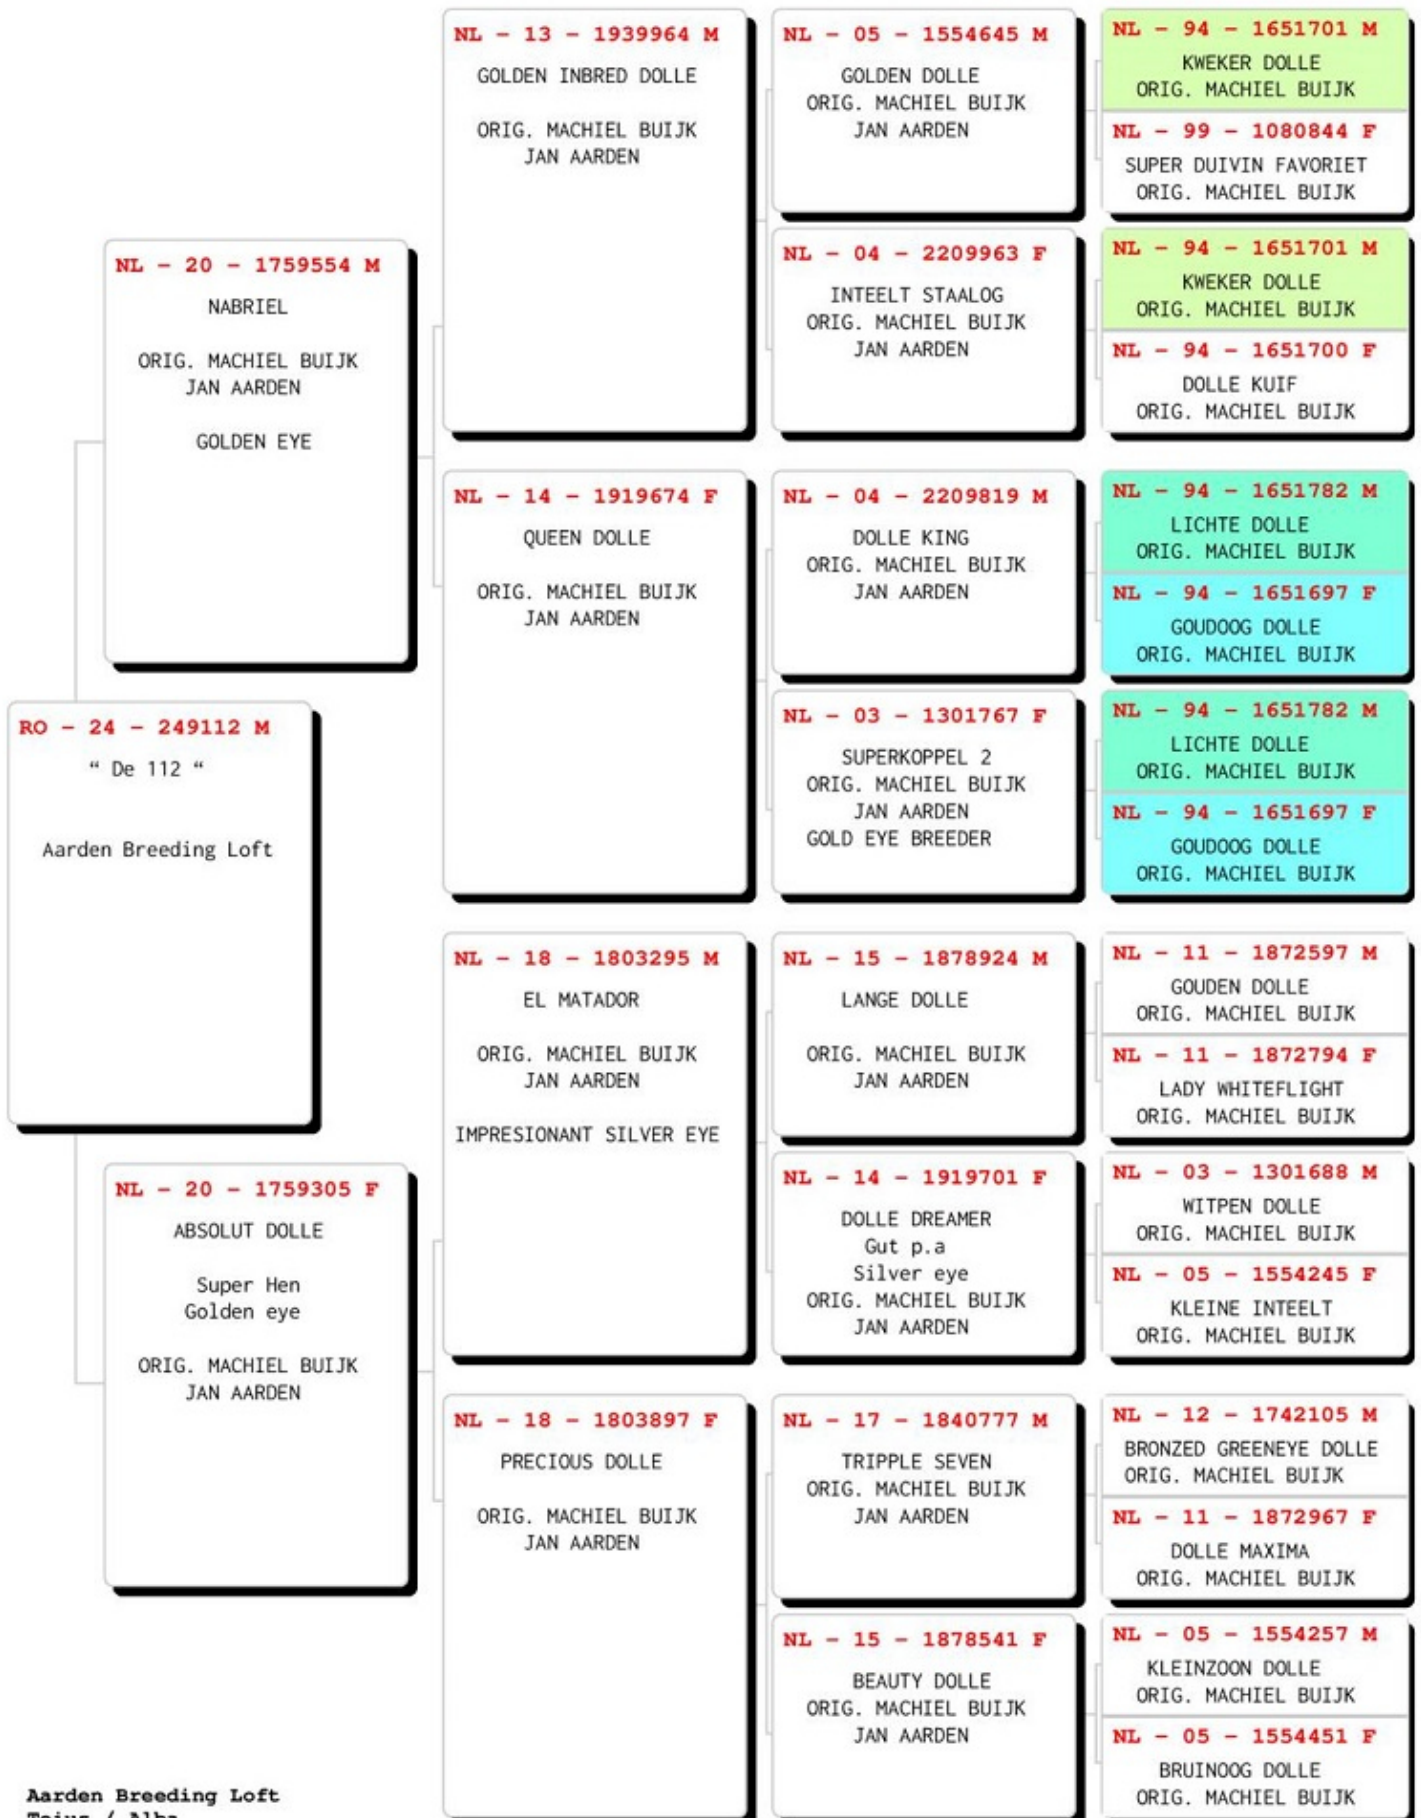 RO - 24 - 249112 M
“ De 112 “
Aarden Breeding Loft
NL - 20 - 1759554 M
NABRIEL
ORIG. MACHIEL BUIJK
JAN AARDEN
GOLDEN EYE
NL - 20 - 1759305 F
ABSOLUT DOLLE
Super Hen
Golden eye
ORIG. MACHIEL BUIJK
JAN AARDEN
NL - 13 - 1939964 M
GOLDEN INBRED DOLLE
ORIG. MACHIEL BUIJK
JAN AARDEN
NL - 14 - 1919674 F
QUEEN DOLLE
ORIG. MACHIEL BUIJK
JAN AARDEN
NL - 18 - 1803295 M
EL MATADOR
ORIG. MACHIEL BUIJK
JAN AARDEN
IMPRESIONANT SILVER EYE
NL - 18 - 1803897 F
PRECIOUS DOLLE
ORIG. MACHIEL BUIJK
JAN AARDEN
NL - 05 - 1554645 M
GOLDEN DOLLE
ORIG. MACHIEL BUIJK
JAN AARDEN
NL - 04 - 2209963 F
INTEELT STAALOG
ORIG. MACHIEL BUIJK
JAN AARDEN
NL - 04 - 2209819 M
DOLLE KING
ORIG. MACHIEL BUIJK
JAN AARDEN
NL - 03 - 1301767 F
SUPERKOPPEL 2
ORIG. MACHIEL BUIJK
JAN AARDEN
GOLD EYE BREEDER
NL - 15 - 1878924 M
LANGE DOLLE
ORIG. MACHIEL BUIJK
JAN AARDEN
NL - 14 - 1919701 F
DOLLE DREAMER
Gut p.a
Silver eye
ORIG. MACHIEL BUIJK
JAN AARDEN
NL - 17 - 1840777 M
TRIPPLE SEVEN
ORIG. MACHIEL BUIJK
JAN AARDEN
NL - 15 - 1878541 F
BEAUTY DOLLE
ORIG. MACHIEL BUIJK
JAN AARDEN
NL - 94 - 1651701 M
KWEKER DOLLE
ORIG. MACHIEL BUIJK
NL - 99 - 1080844 F
SUPER DUIVIN FAVORIET
ORIG. MACHIEL BUIJK
NL - 94 - 1651701 M
KWEKER DOLLE
ORIG. MACHIEL BUIJK
NL - 94 - 1651700 F
DOLLE KUIF
ORIG. MACHIEL BUIJK
NL - 94 - 1651782 M
LICHTE DOLLE
ORIG. MACHIEL BUIJK
NL - 94 - 1651697 F
GOUDOOG DOLLE
ORIG. MACHIEL BUIJK
NL - 94 - 1651782 M
LICHTE DOLLE
ORIG. MACHIEL BUIJK
NL - 94 - 1651697 F
GOUDOOG DOLLE
ORIG. MACHIEL BUIJK
NL - 11 - 1872597 M
GOUDEN DOLLE
ORIG. MACHIEL BUIJK
NL - 11 - 1872794 F
LADY WHITEFLIGHT
ORIG. MACHIEL BUIJK
NL - 03 - 1301688 M
WITPEN DOLLE
ORIG. MACHIEL BUIJK
NL - 05 - 1554245 F
KLEINE INTEELT
ORIG. MACHIEL BUIJK
NL - 12 - 1742105 M
BRONZED GREENEYE DOLLE
ORIG. MACHIEL BUIJK
NL - 11 - 1872967 F
DOLLE MAXIMA
ORIG. MACHIEL BUIJK
NL - 05 - 1554257 M
KLEINZOON DOLLE
ORIG. MACHIEL BUIJK
NL - 05 - 1554451 F
BRUINOOG DOLLE
ORIG. MACHIEL BUIJK
Aarden Breeding Loft